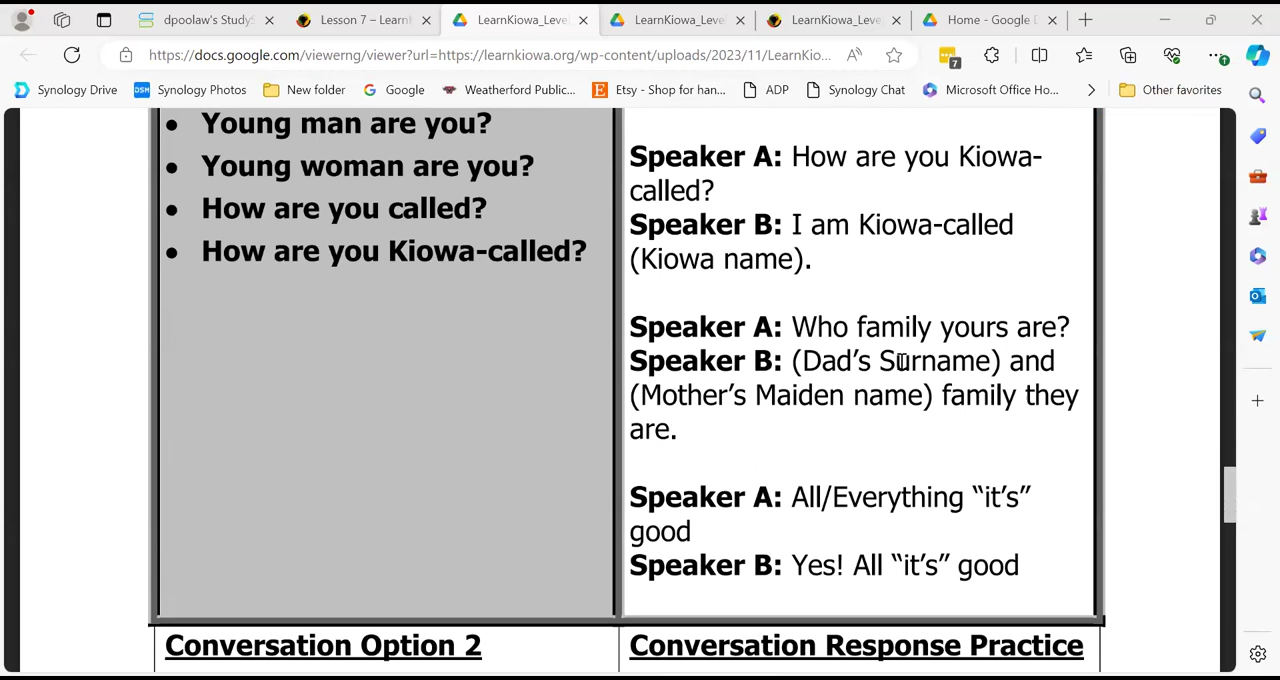 dpoolaw's Study
Lesson 7 – Learn
LearnKiowa_Leve
LearnKiowa_Leve
LearnKiowa_Leve
Home - Google D
https://docs.google.com/viewerng/viewer?url=https://learnkiowa.org/wp-content/uploads/2023/11/LearnKio...
7
Synology Drive
DSM
Synology Photos
New folder
Google
Weatherford Public...
Etsy - Shop for han...
ADP
Synology Chat
Microsoft Office Ho...
Other favorites
• Young man are you?
• Young woman are you?
• How are you called?
• How are you Kiowa-called?
Speaker A: How are you Kiowa-
called?
Speaker B: I am Kiowa-called
(Kiowa name).
Speaker A: Who family yours are?
Speaker B: (Dad's Surname) and
(Mother's Maiden name) family they
are.
Speaker A: All/Everything "it's"
good
Speaker B: Yes! All "it's" good
Conversation Option 2
Conversation Response Practice